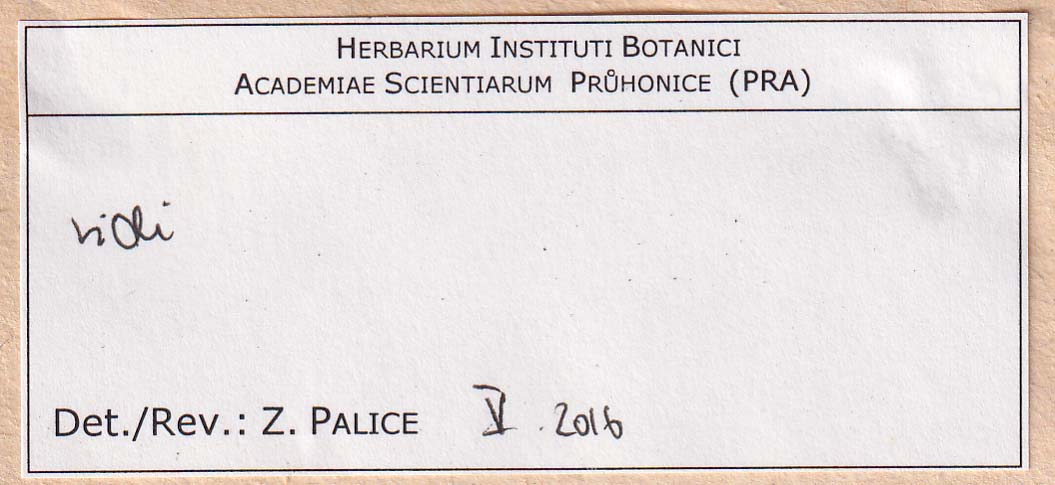 HERBARIUM INSTITUTI BOTANICI
ACADEMIAE SCIENTIARUM PRŮHONICE (PRA)
vidi
Det./Rev.: Z. PALICE V. 2016